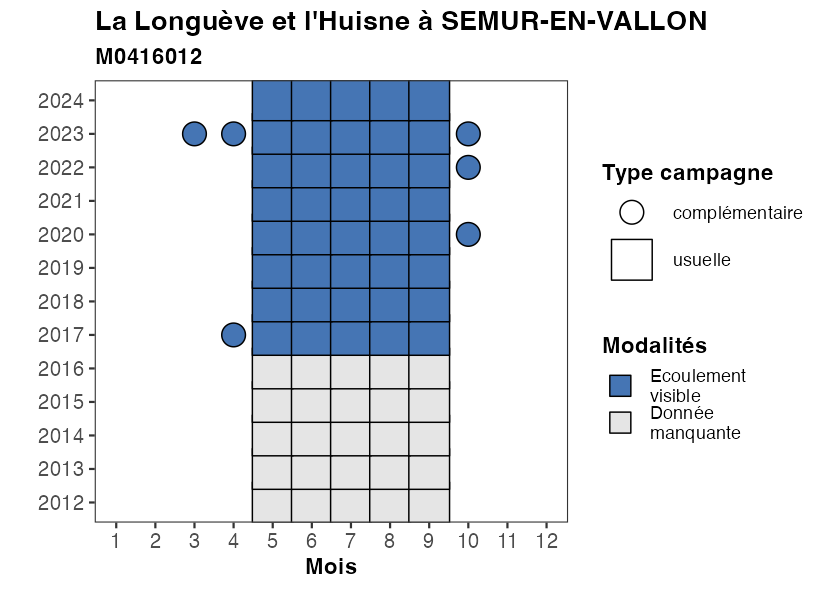 La Longuève et l'Huisne à SEMUR-EN-VALLON
M0416012
2024
2023
2022
2021
2020
2019
2018
2017
2016
2015
2014
2013
2012
1 2 3 4 5 6 7 8 9 10 11 12
Mois
Type campagne
complémentaire
usuelle
Modalités
Ecoulement
visible
Donnée
manquante